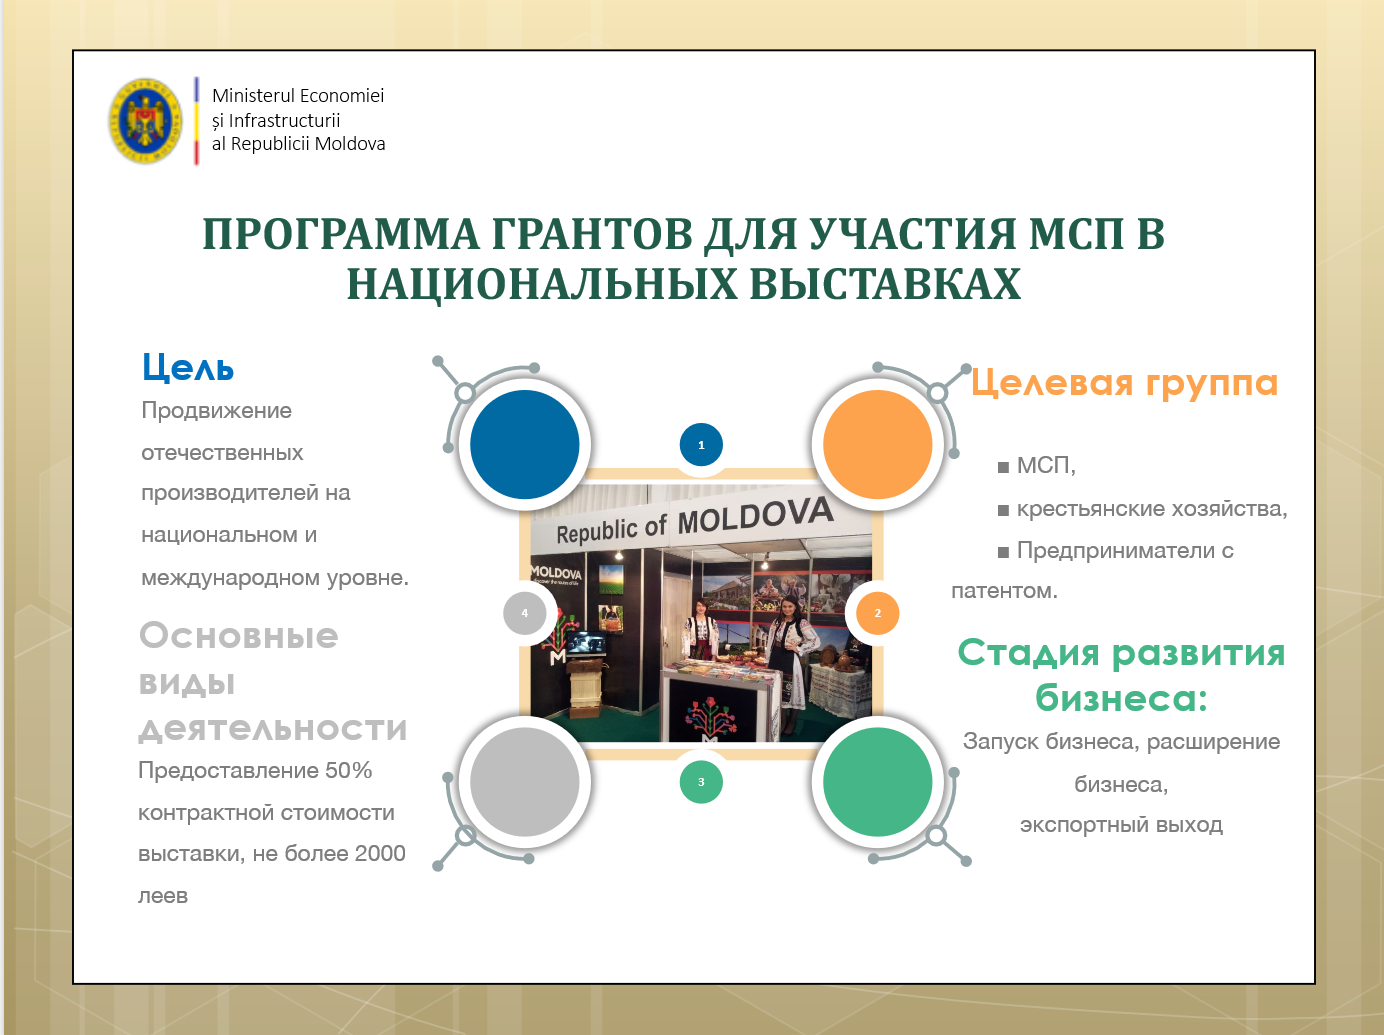 Ministerul Economiei
și Infrastructurii
al Republicii Moldova
ПРОГРАММА ГРАНТОВ ДЛЯ УЧАСТИЯ МСП В
НАЦИОНАЛЬНЫХ ВЫСТАВКАХ
Цель
Продвижение
отечественных
производителей на
национальном и
международном уровне.
Основные
виды
деятельности
Предоставление 50%
контрактной стоимости
выставки, не более 2000
леев
1
Republic of MOLDOVA
MOLDOVA
4
2
3
Целевая группа
▪ МСП,
▪ крестьянские хозяйства,
▪ Предприниматели с
патентом.
Стадия развития
бизнеса:
Запуск бизнеса, расширение
бизнеса,
экспортный выход